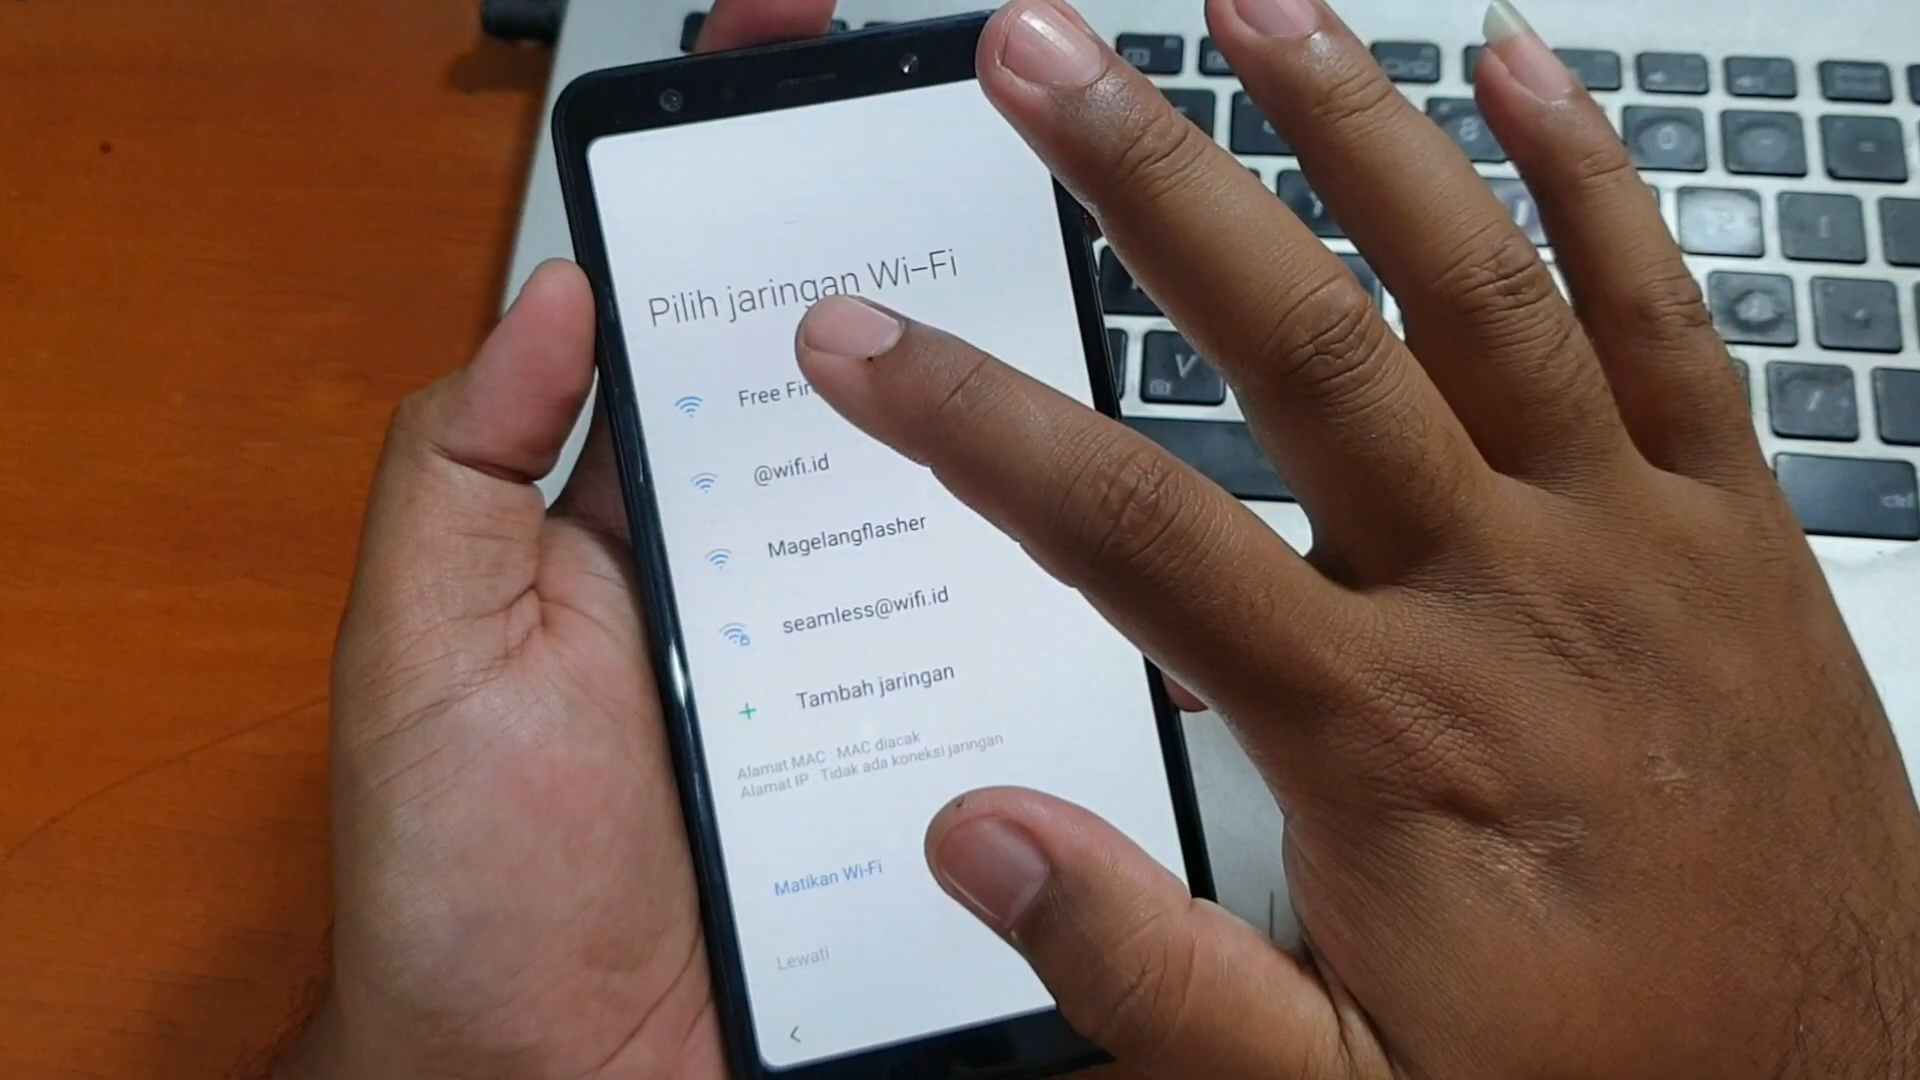 Pilih jaringan Wi-Fi
Free
@wifi.id
Magelangflasher
seamless@wifi.id
Tambah jaringan
Alamat MAC : MAC diacak
Alamat IP : Tidak ada koneksi jaringan
Matikan Wi-Fi
Lewati
V
ctrl